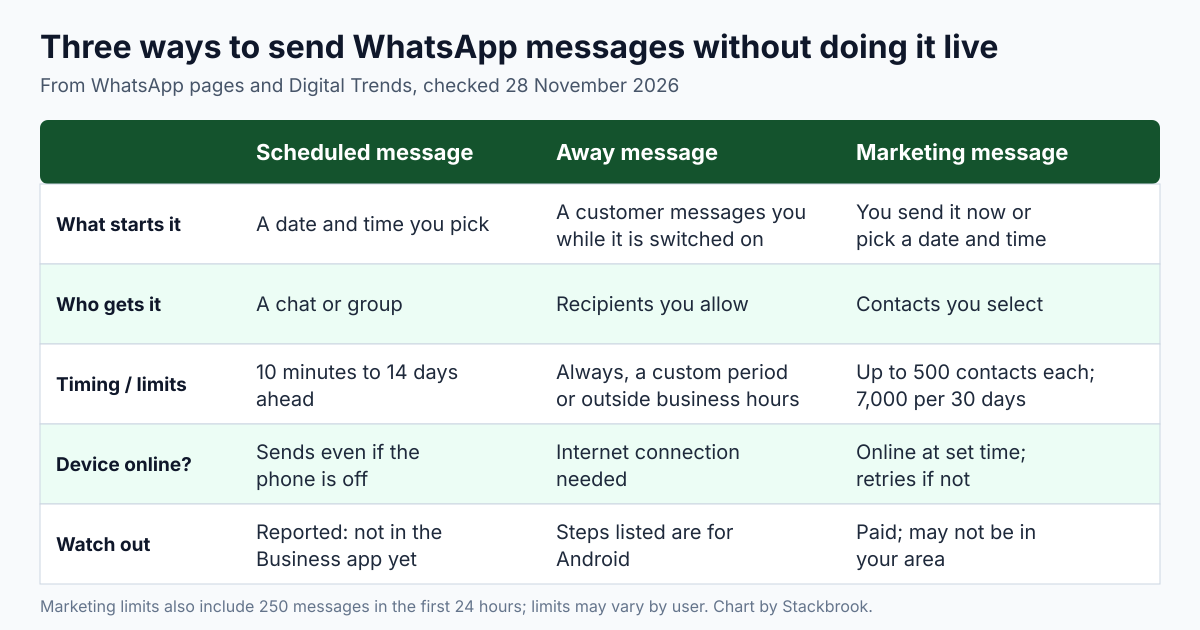 Three ways to send WhatsApp messages without doing it live
From WhatsApp pages and Digital Trends, checked 28 November 2026
Scheduled message Away message Marketing message
What starts it
A date and time you pick
A customer messages you
while it is switched on
You send it now or
pick a date and time
Who gets it
A chat or group
Recipients you allow
Contacts you select
Timing / limits
10 minutes to 14 days
ahead
Always, a custom period
or outside business hours
Up to 500 contacts each;
7,000 per 30 days
Device online?
Sends even if the
phone is off
Internet connection
needed
Online at set time;
retries if not
Watch out
Reported: not in the
Business app yet
Steps listed are for
Android
Paid; may not be in
your area
Marketing limits also include 250 messages in the first 24 hours; limits may vary by user. Chart by Stackbrook.